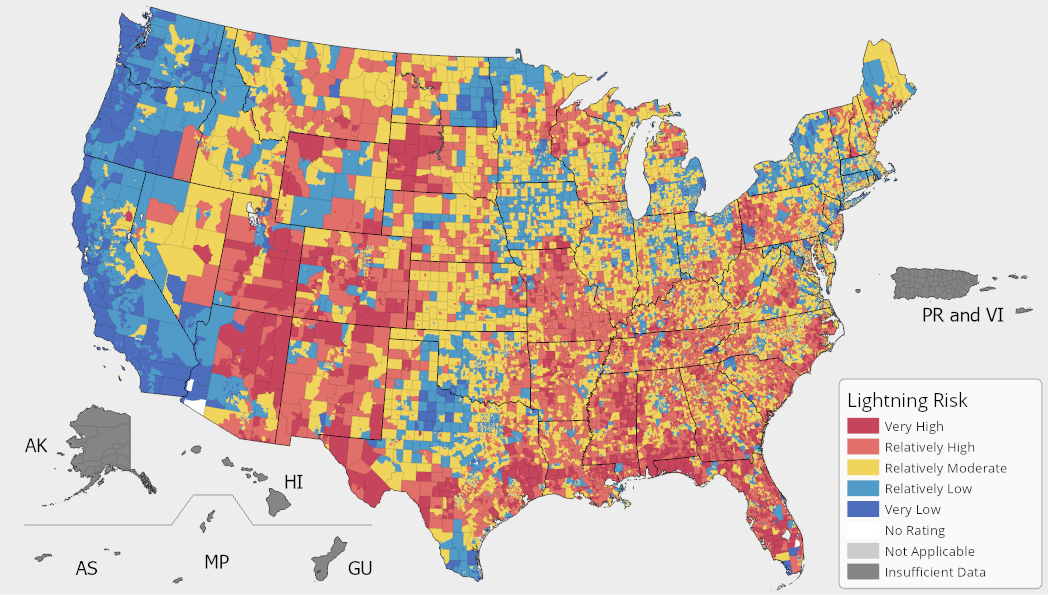 PR and VI
Lightning Risk
Very High
Relatively High
Relatively Moderate
Relatively Low
Very Low
No Rating
Not Applicable
Insufficient Data
AK
HI
MP
AS
GU